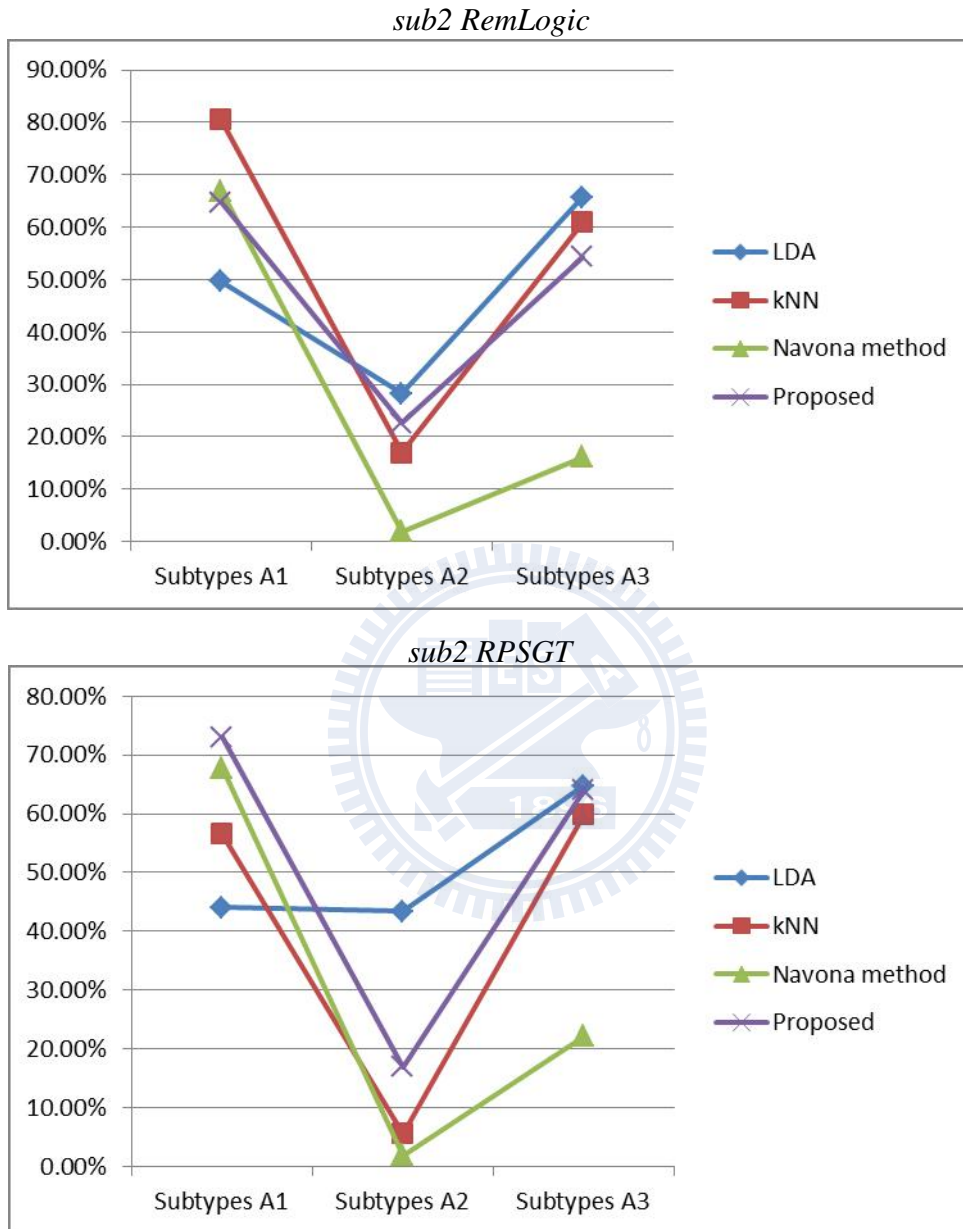 sub2 RemLogic
90.00%
80.00%
70.00%
60.00%
50.00%
40.00%
30.00%
20.00%
10.00%
0.00%
Subtypes A1 Subtypes A2 Subtypes A3
LDA
kNN
Navona method
Proposed
sub2 RPSGT
80.00%
70.00%
60.00%
50.00%
40.00%
30.00%
20.00%
10.00%
0.00%
Subtypes A1 Subtypes A2 Subtypes A3
LDA
kNN
Navona method
Proposed
E S A